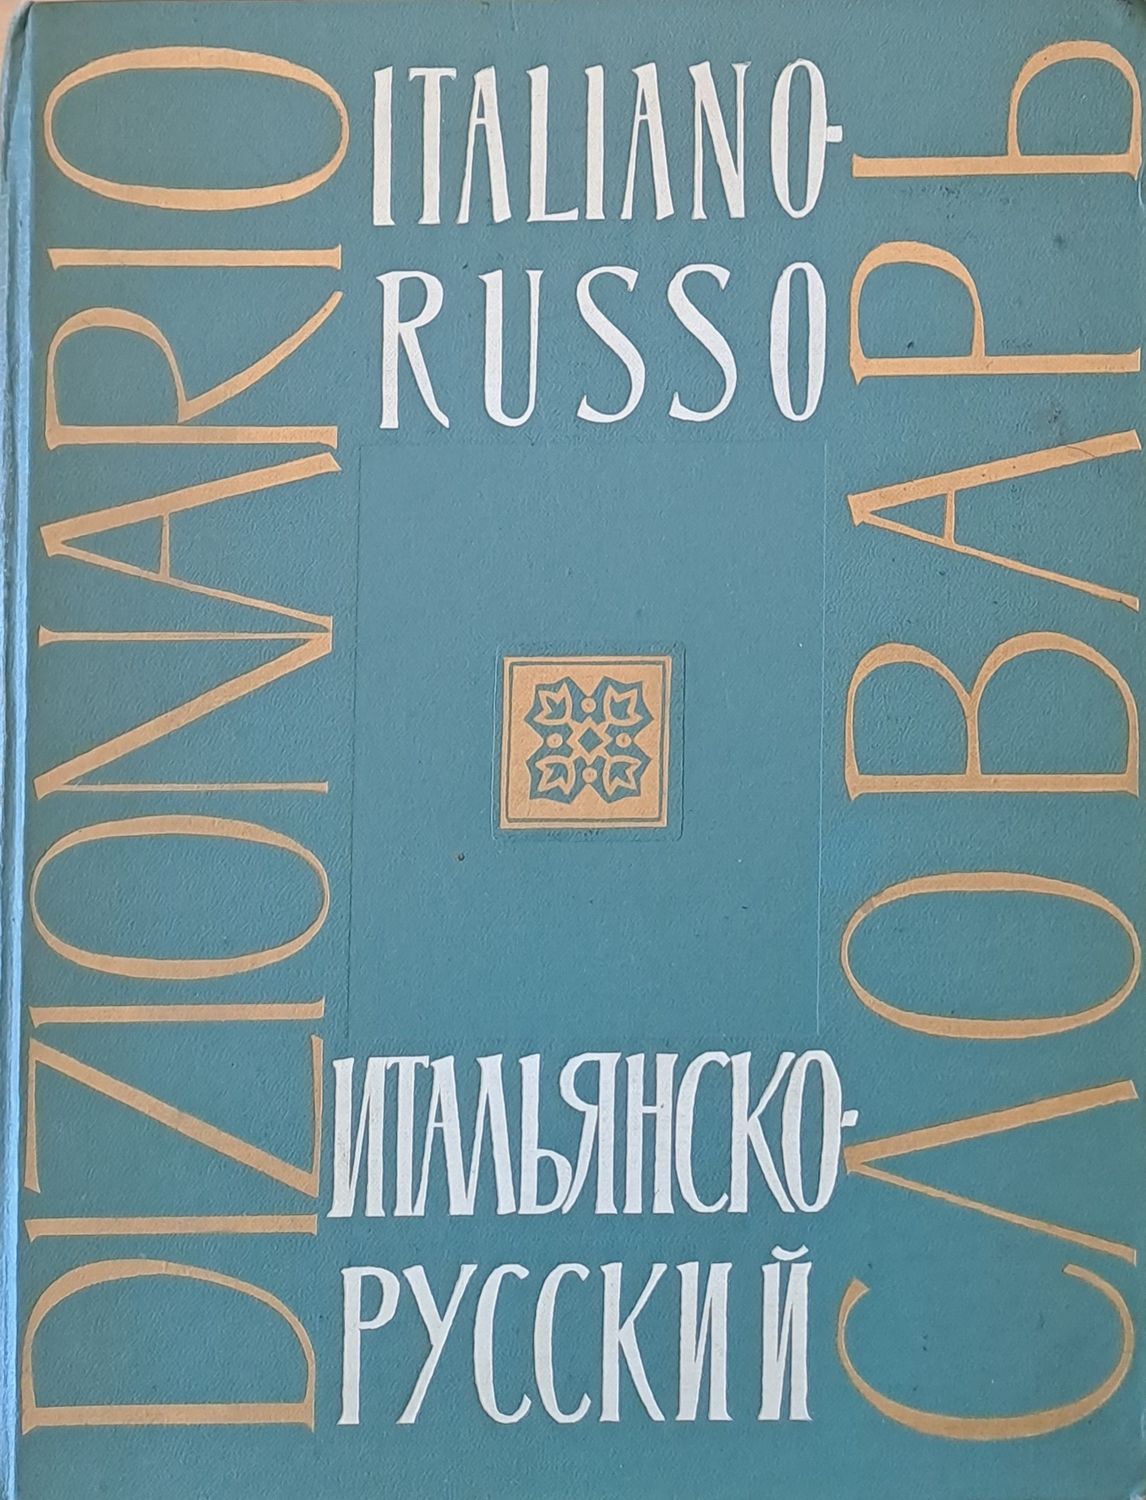 DIZIONARIO
ITALIANO-
RUSSO
ИТАЛЬЯНСКО-
РУССКИЙ
СЛОВАРЬ